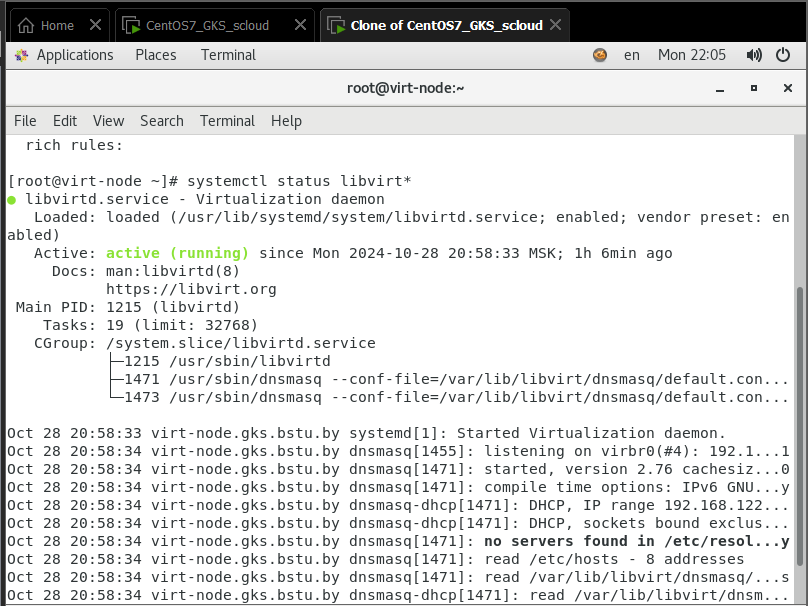 Home
CentOS7_GKS_scloud
Clone of CentOS7_GKS_scloud
Applications Places Terminal en Mon 22:05
root@virt-node:~
File Edit View Search Terminal Help
rich rules:
[root@virt-node ~]# systemctl status libvirt*
● libvirtd.service - Virtualization daemon
Loaded: loaded (/usr/lib/systemd/system/libvirtd.service; enabled; vendor preset: en
abled)
Active: active (running) since Mon 2024-10-28 20:58:33 MSK; 1h 6min ago
Docs: man:libvirtd(8)
https://libvirt.org
Main PID: 1215 (libvirtd)
Tasks: 19 (limit: 32768)
CGroup: /system.slice/libvirtd.service
├─1215 /usr/sbin/libvirtd
├─1471 /usr/sbin/dnsmasq --conf-file=/var/lib/libvirt/dnsmasq/default.con...
└─1473 /usr/sbin/dnsmasq --conf-file=/var/lib/libvirt/dnsmasq/default.con...
Oct 28 20:58:33 virt-node.gks.bstu.by systemd[1]: Started Virtualization daemon.
Oct 28 20:58:34 virt-node.gks.bstu.by dnsmasq[1455]: listening on virbr0(#4): 192.1...1
Oct 28 20:58:34 virt-node.gks.bstu.by dnsmasq[1471]: started, version 2.76 cachesiz...0
Oct 28 20:58:34 virt-node.gks.bstu.by dnsmasq[1471]: compile time options: IPv6 GNU...y
Oct 28 20:58:34 virt-node.gks.bstu.by dnsmasq-dhcp[1471]: DHCP, IP range 192.168.122...
Oct 28 20:58:34 virt-node.gks.bstu.by dnsmasq-dhcp[1471]: DHCP, sockets bound exclus...
Oct 28 20:58:34 virt-node.gks.bstu.by dnsmasq[1471]: no servers found in /etc/resol...y
Oct 28 20:58:34 virt-node.gks.bstu.by dnsmasq[1471]: read /etc/hosts - 8 addresses
Oct 28 20:58:34 virt-node.gks.bstu.by dnsmasq[1471]: read /var/lib/libvirt/dnsmasq/...s
Oct 28 20:58:34 virt-node.gks.bstu.by dnsmasq-dhcp[1471]: read /var/lib/libvirt/dnsm...